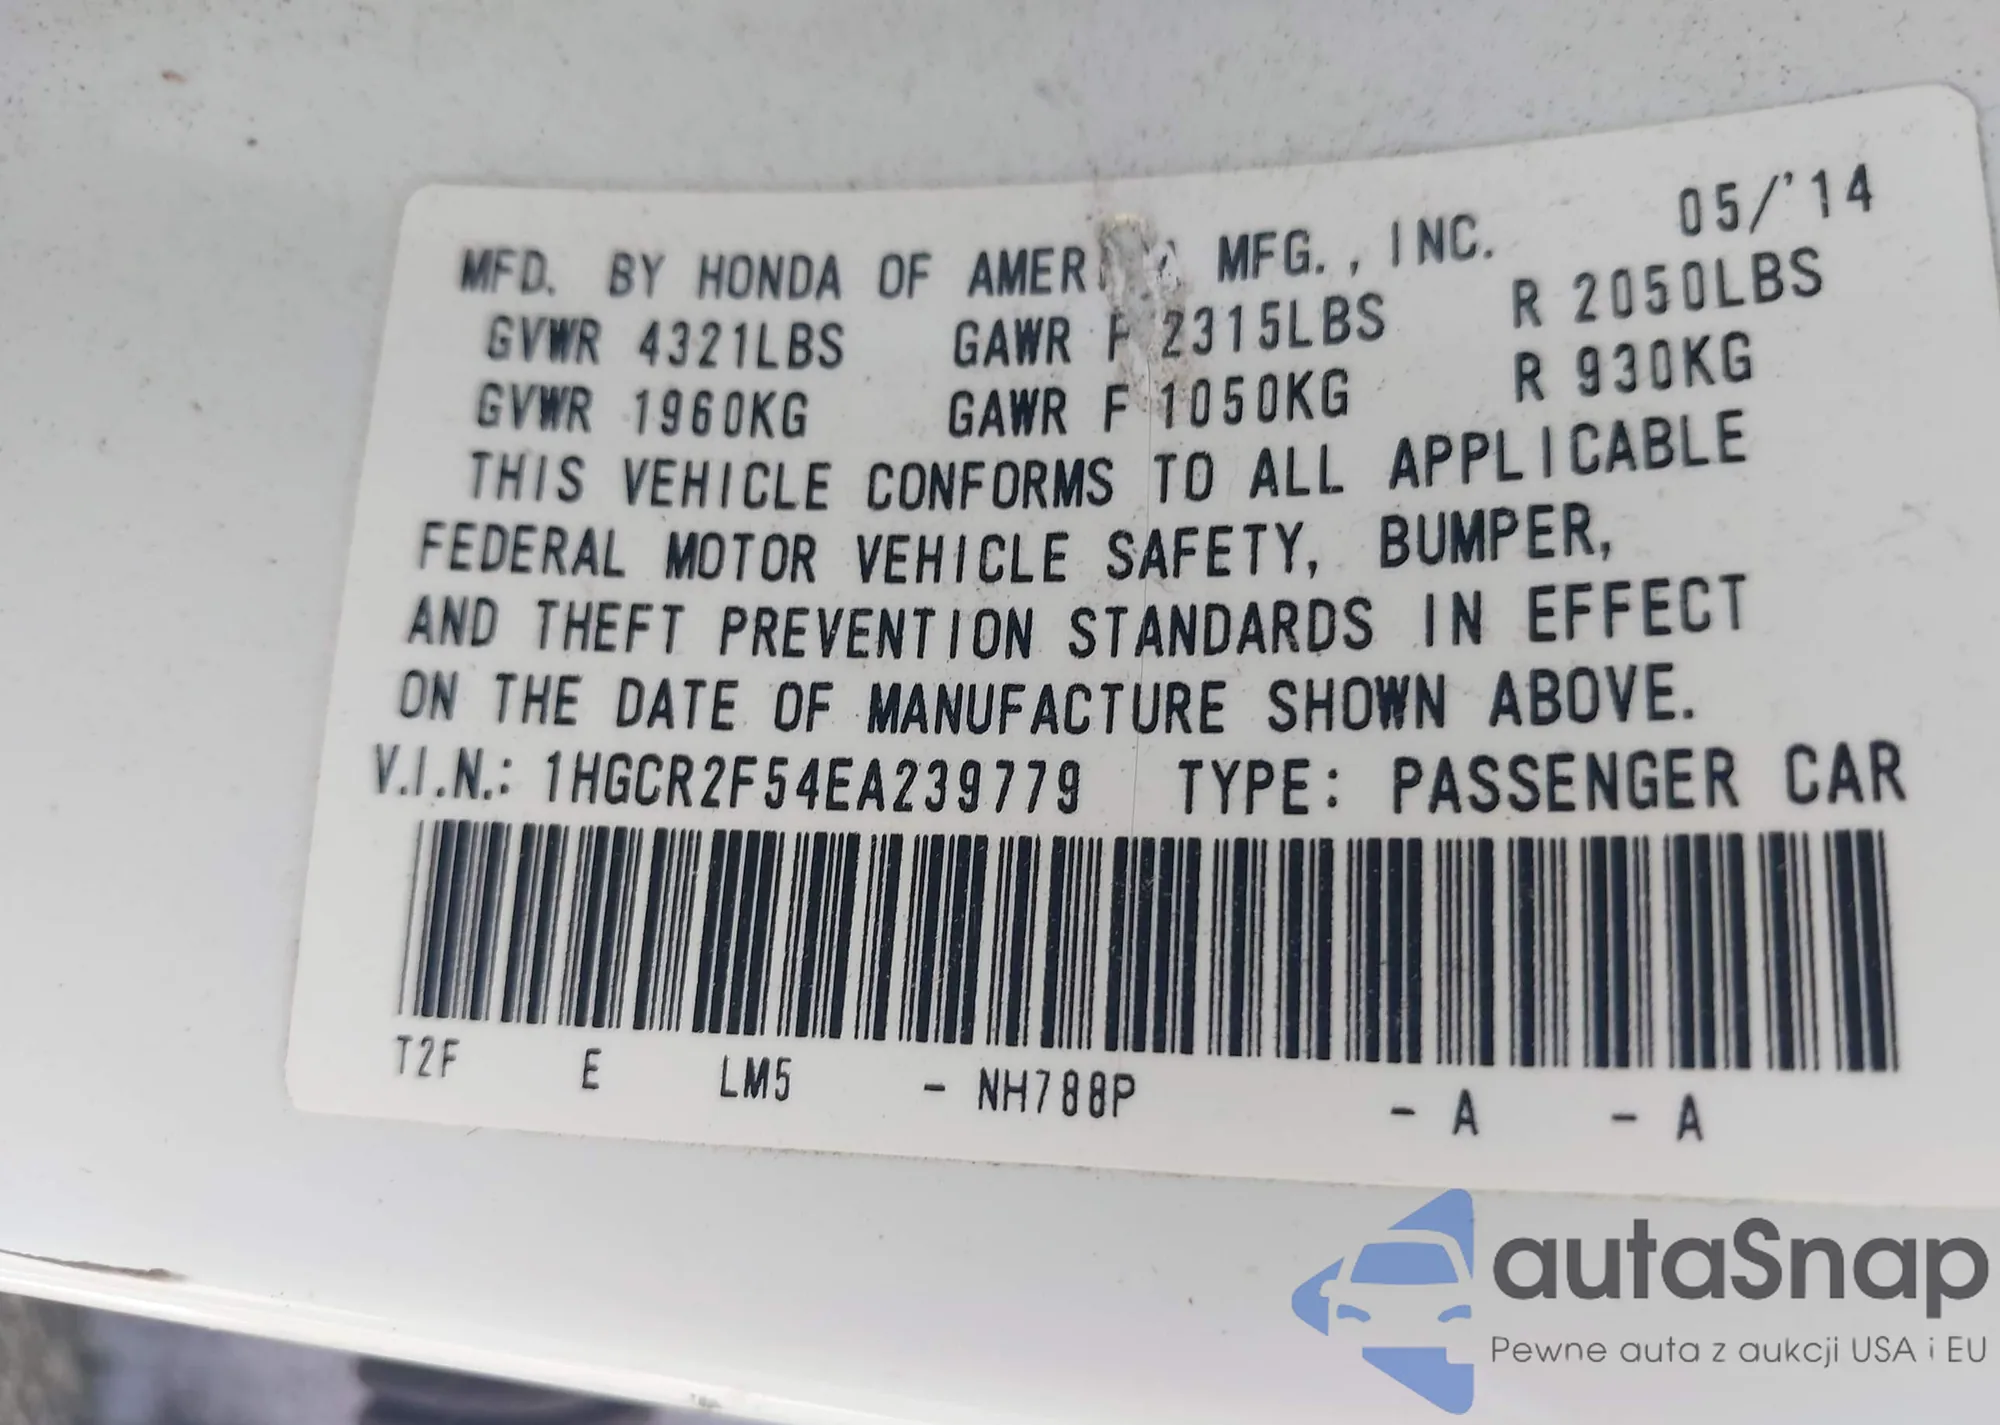 05/'14
MFD. BY HONDA OF MFG., INC.
GVWR 4321LBS GAWR F 2315LBS R 2050LBS
GVWR 1960KG GAWR F 1050KG R 930KG
THIS VEHICLE CONFORMS TO ALL APPLICABLE
FEDERAL MOTOR VEHICLE SAFETY, BUMPER,
AND THEFT PREVENTION STANDARDS IN EFFECT
ON THE DATE OF MANUFACTURE SHOWN ABOVE.
V.I.N.: 1HGCR2F54EA239779 TYPE: PASSENGER CAR
T2F E LM5 - NH788P - A - A
autaSnap
Pewne auta z aukcji USA i EU